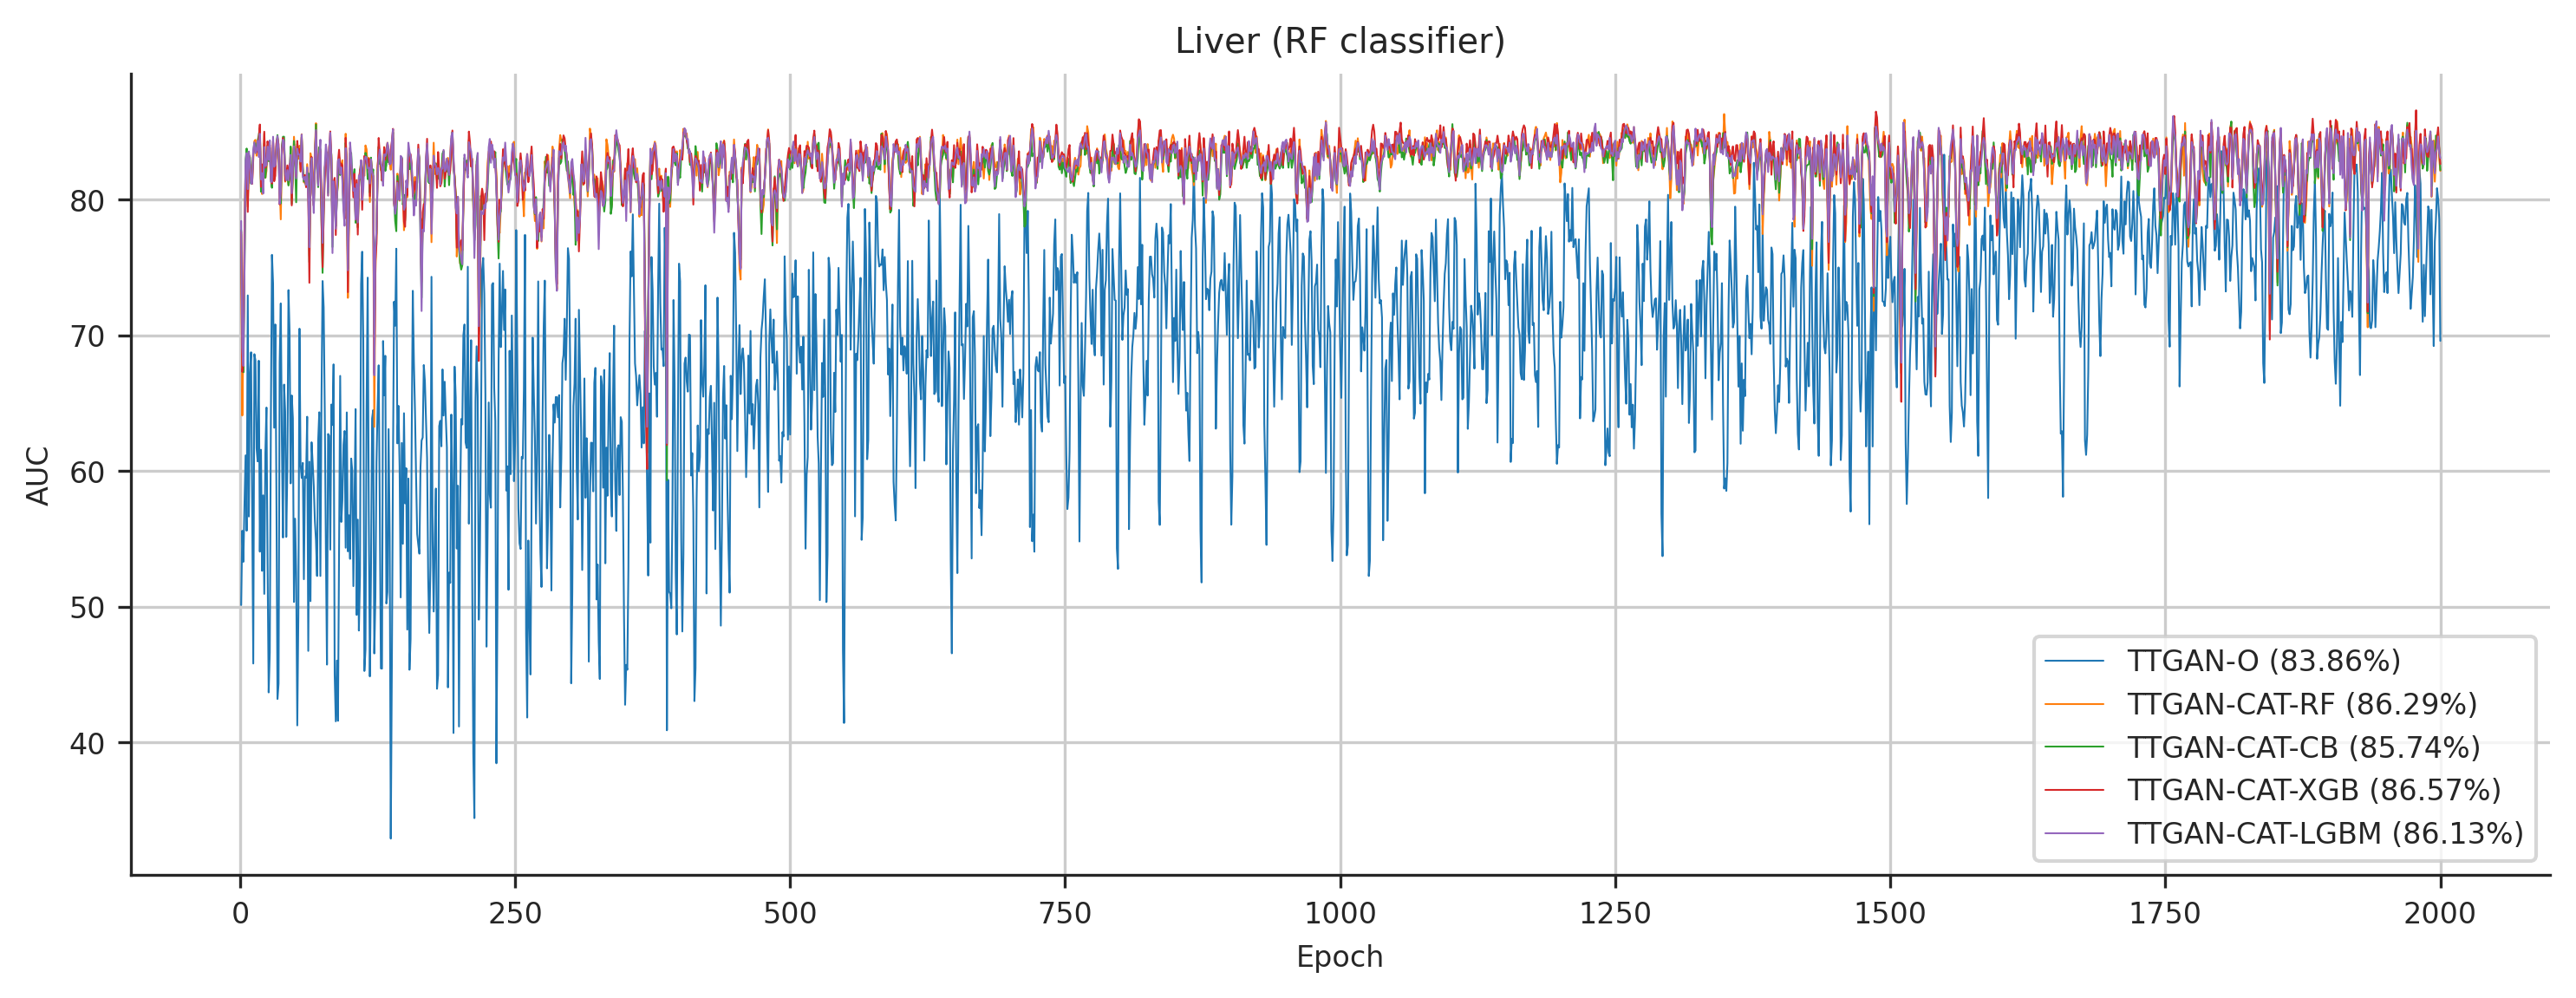 Liver (RF classifier)
AUC
80
70
60
50
40
0 250 500 750 1000 1250 1500 1750 2000
Epoch
TTGAN-O (83.86%)
TTGAN-CAT-RF (86.29%)
TTGAN-CAT-CB (85.74%)
TTGAN-CAT-XGB (86.57%)
TTGAN-CAT-LGBM (86.13%)